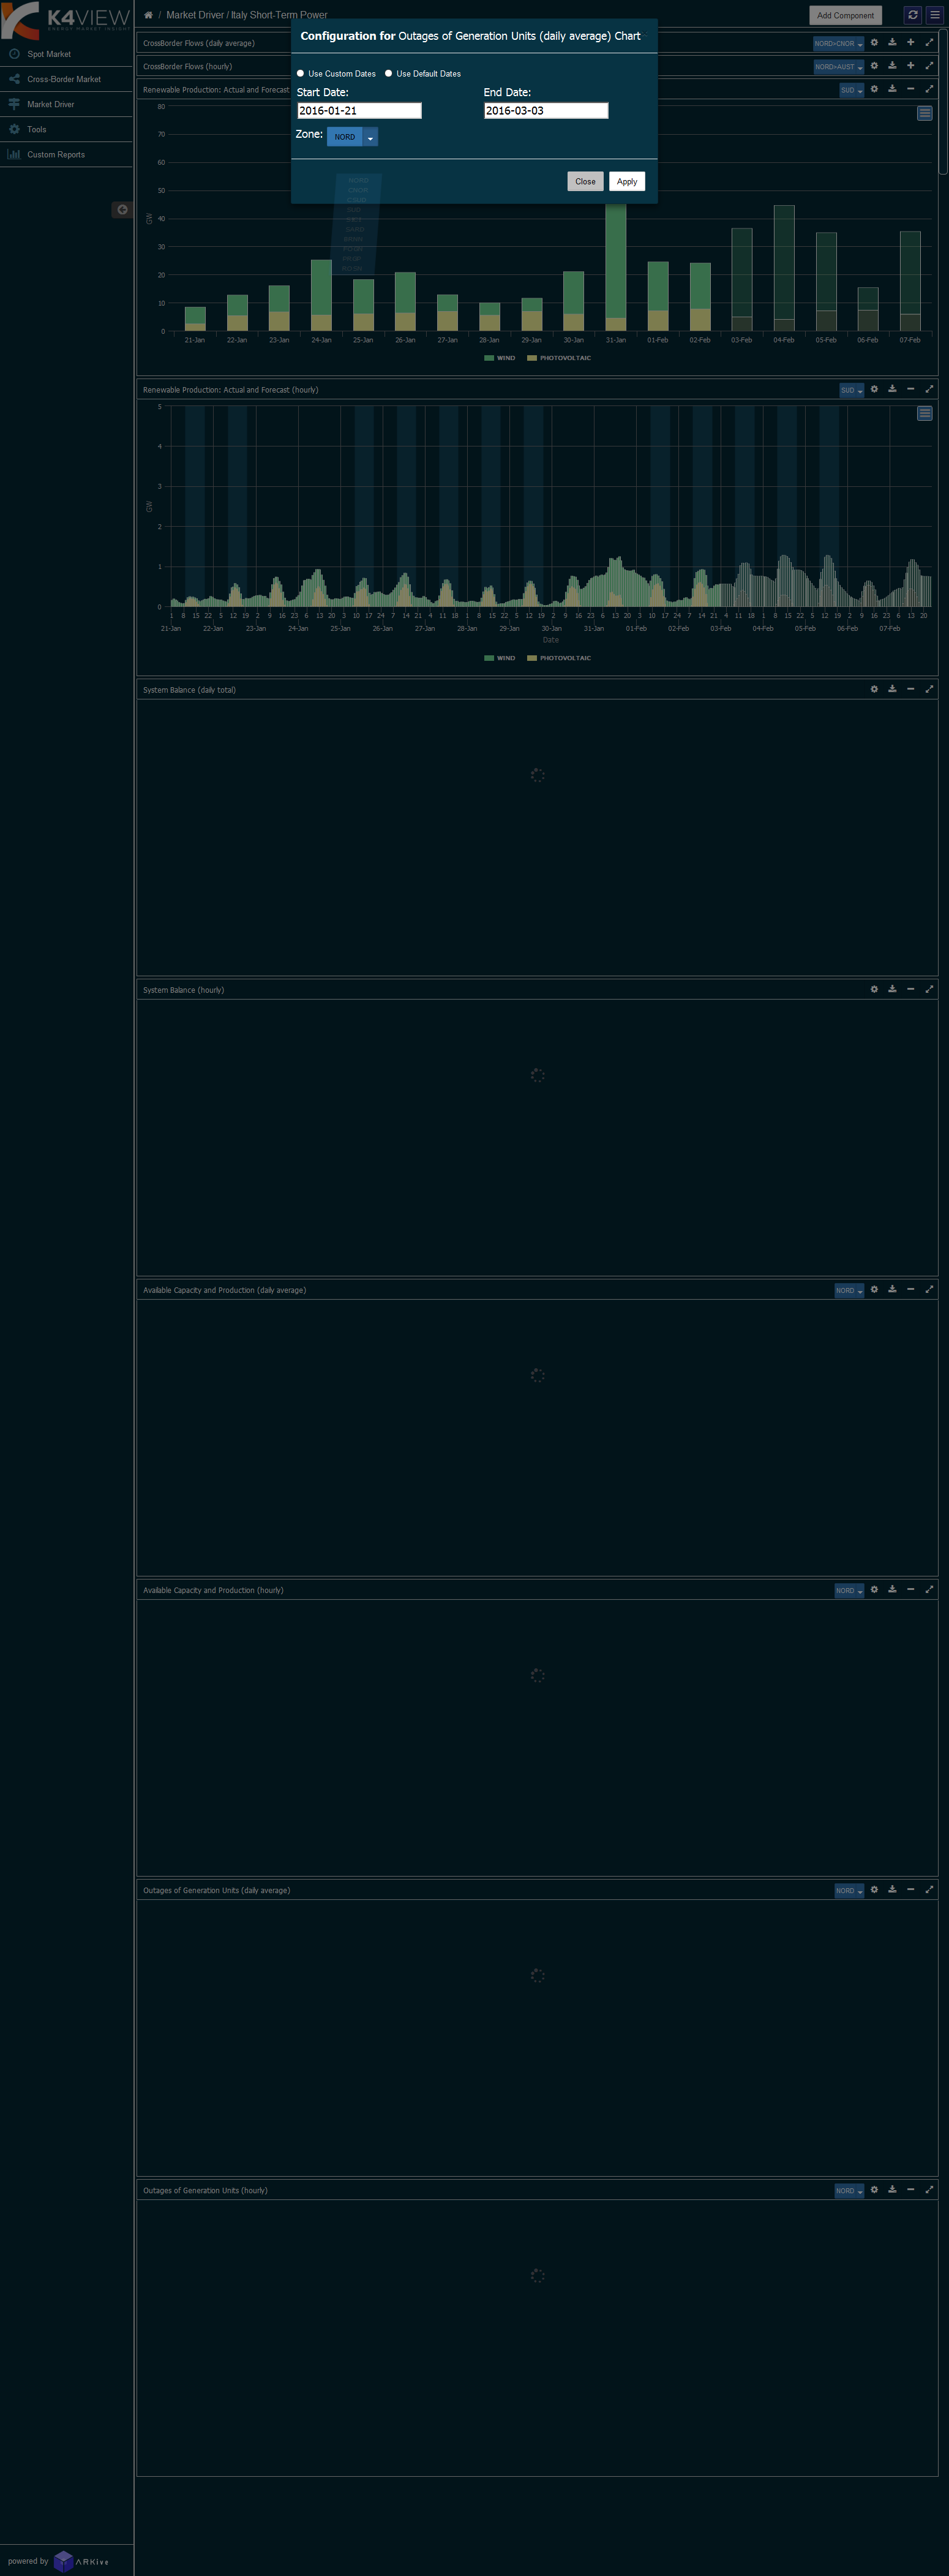 K4VIEW
ENERGY MARKET INSIGHT
/ Market Driver / Italy Short-Term Power
Add Component
Spot Market
Cross-Border Market
Market Driver
Tools
Custom Reports
Configuration for Outages of Generation Units (daily average) Chart
Use Custom Dates Use Default Dates
Start Date: End Date:
2016-01-21 2016-03-03
Zone: NORD
Close Apply
CrossBorder Flows (daily average) NORD»CNOR
CrossBorder Flows (hourly) NORD»AUST
Renewable Production: Actual and Forecast SUD
80
70
60
50
40
30
20
10
0
GW
21-Jan 22-Jan 23-Jan 24-Jan 25-Jan 26-Jan 27-Jan 28-Jan 29-Jan 30-Jan 31-Jan 01-Feb 02-Feb 03-Feb 04-Feb 05-Feb 06-Feb 07-Feb
WIND PHOTOVOLTAIC
Renewable Production: Actual and Forecast (hourly) SUD
5
4
3
2
1
0
GW
1 8 15 22 5 12 19 2 9 16 23 6 13 20 3 10 17 24 7 14 21 4 11 18 1 8 15 22 5 12 19 2 9 16 23 6 13 20 3 10 17 24 7 14 21 4 11 18 1 8 15 22 5 12 19 2 9 16 23 6 13 20
21-Jan 22-Jan 23-Jan 24-Jan 25-Jan 26-Jan 27-Jan 28-Jan 29-Jan 30-Jan 31-Jan 01-Feb 02-Feb 03-Feb 04-Feb 05-Feb 06-Feb 07-Feb
Date
WIND PHOTOVOLTAIC
System Balance (daily total)
System Balance (hourly)
Available Capacity and Production (daily average) NORD
Available Capacity and Production (hourly) NORD
Outages of Generation Units (daily average) NORD
Outages of Generation Units (hourly) NORD
powered by ARKive